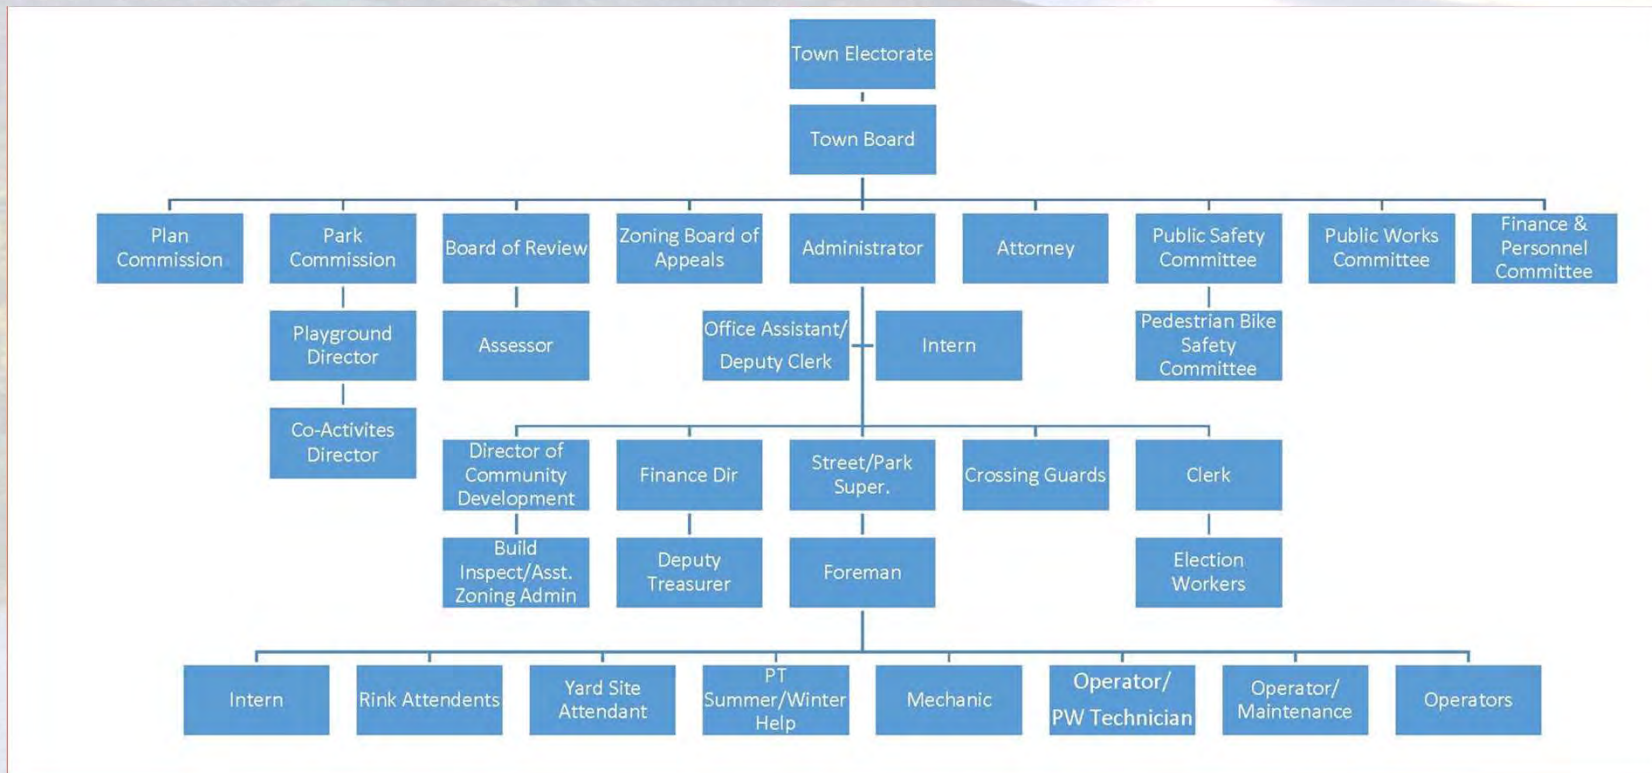 Town Electorate
Town Board
Plan
Commission
Park
Commission
Board of Review
Zoning Board of
Appeals
Administrator
Attorney
Public Safety
Committee
Public Works
Committee
Finance &
Personnel
Committee
Playground
Director
Assessor
Office Assistant/
Deputy Clerk
Intern
Pedestrian Bike
Safety
Committee
Co-Activites
Director
Director of
Community
Development
Finance Dir
Street/Park
Super.
Crossing Guards
Clerk
Build
Inspect/Asst.
Zoning Admin
Deputy
Treasurer
Foreman
Election
Workers
Intern
Rink Attendents
Yard Site
Attendant
PT
Summer/Winter
Help
Mechanic
Operator/
PW Technician
Operator/
Maintenance
Operators